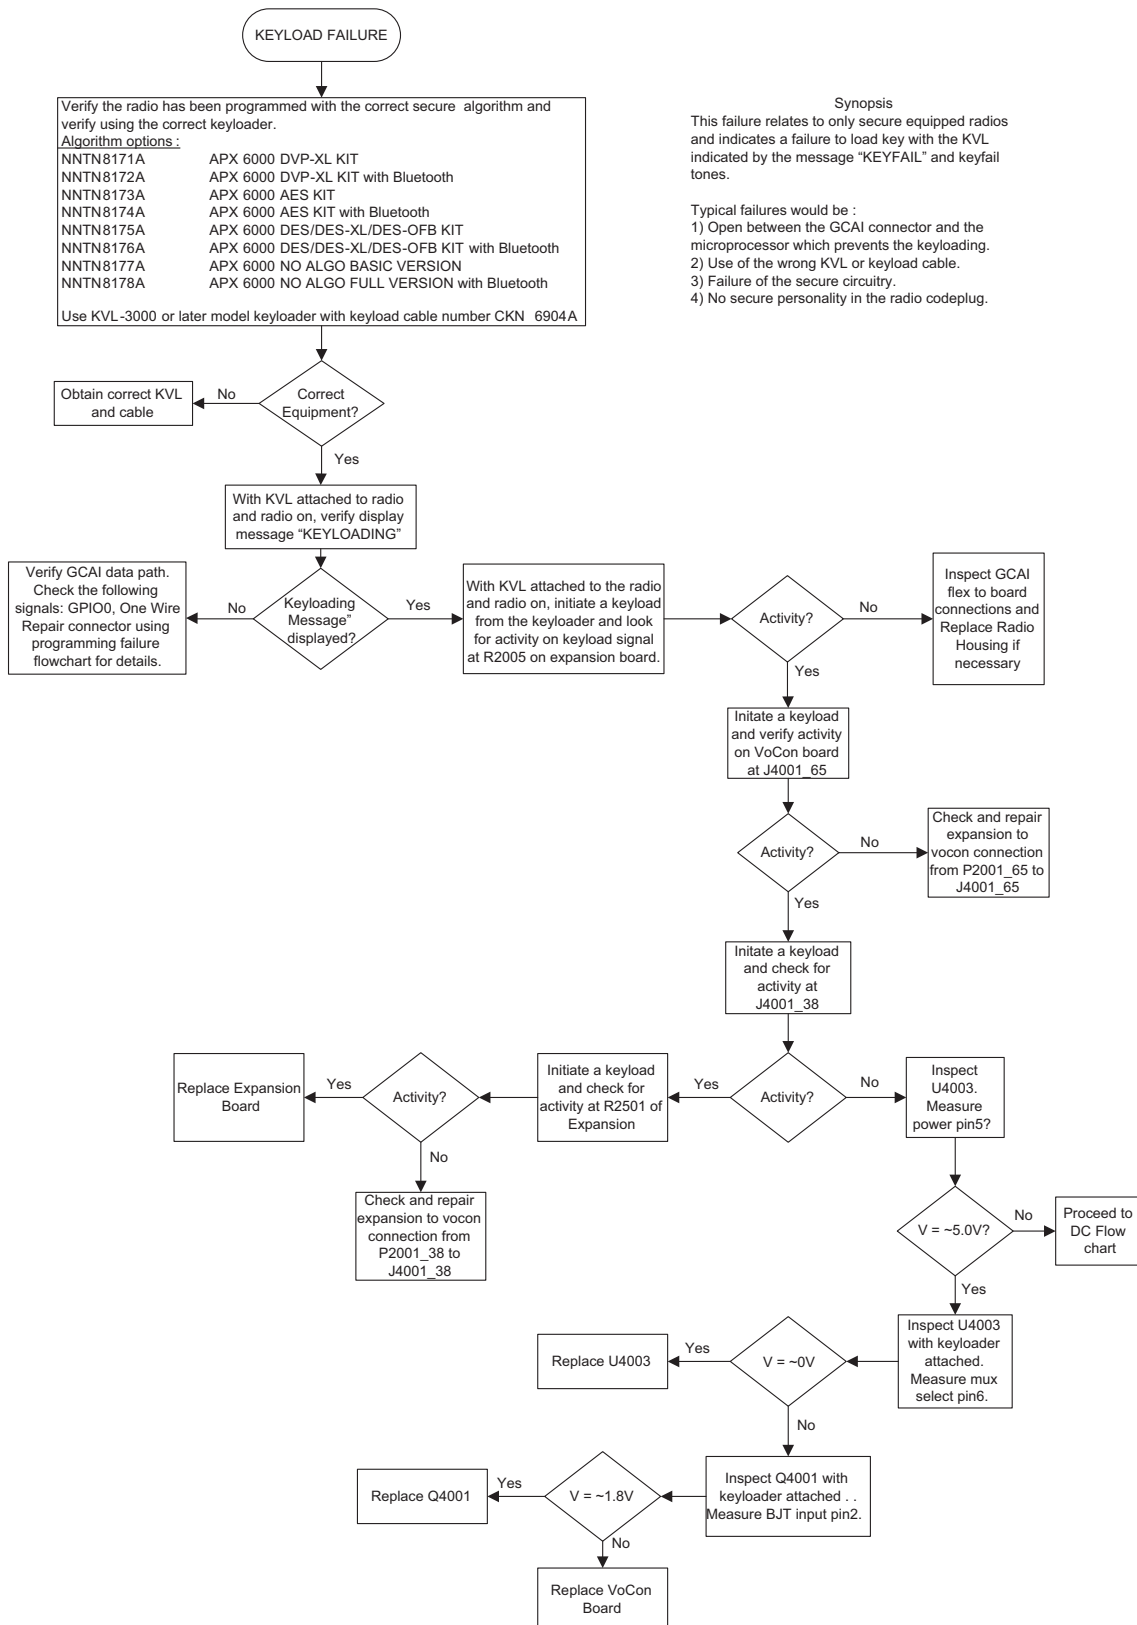 KEYLOAD FAILURE
Verify the radio has been programmed with the correct secure algorithm and
verify using the correct keyloader.
Algorithm options :
NNTN8171A APX 6000 DVP-XL KIT
NNTN8172A APX 6000 DVP-XL KIT with Bluetooth
NNTN8173A APX 6000 AES KIT
NNTN8174A APX 6000 AES KIT with Bluetooth
NNTN8175A APX 6000 DES/DES-XL/DES-OFB KIT
NNTN8176A APX 6000 DES/DES-XL/DES-OFB KIT with Bluetooth
NNTN8177A APX 6000 NO ALGO BASIC VERSION
NNTN8178A APX 6000 NO ALGO FULL VERSION with Bluetooth
Use KVL-3000 or later model keyloader with keyload cable number CKN 6904A
Synopsis
This failure relates to only secure equipped radios
and indicates a failure to load key with the KVL
indicated by the message “KEYFAIL” and keyfail
tones.
Typical failures would be :
1) Open between the GCAI connector and the
microprocessor which prevents the keyloading.
2) Use of the wrong KVL or keyload cable.
3) Failure of the secure circuitry.
4) No secure personality in the radio codeplug.
Correct
Equipment?
No
Obtain correct KVL
and cable
Yes
With KVL attached to radio
and radio on, verify display
message “KEYLOADING”
Keyloading
Message”
displayed?
No
Verify GCAI data path.
Check the following
signals: GPIO0, One Wire
Repair connector using
programming failure
flowchart for details.
Yes
With KVL attached to the radio
and radio on, initiate a keyload
from the keyloader and look
for activity on keyload signal
at R2005 on expansion board.
Activity?
No
Inspect GCAI
flex to board
connections and
Replace Radio
Housing if
necessary
Yes
Initate a keyload
and verify activity
on VoCon board
at J4001_65
Activity?
No
Check and repair
expansion to
vocon connection
from P2001_65 to
J4001_65
Yes
Initate a keyload
and check for
activity at
J4001_38
Activity?
Yes
Initiate a keyload
and check for
activity at R2501 of
Expansion
Activity?
Yes
Replace Expansion
Board
No
Check and repair
expansion to vocon
connection from
P2001_38 to
J4001_38
No
Inspect
U4003.
Measure
power pin5?
V = ~5.0V?
No
Proceed to
DC Flow
chart
Yes
Inspect U4003
with keyloader
attached.
Measure mux
select pin6.
V = ~0V
Yes
Replace U4003
No
Inspect Q4001 with
keyloader attached . .
Measure BJT input pin2.
V = ~1.8V
Yes
Replace Q4001
No
Replace VoCon
Board